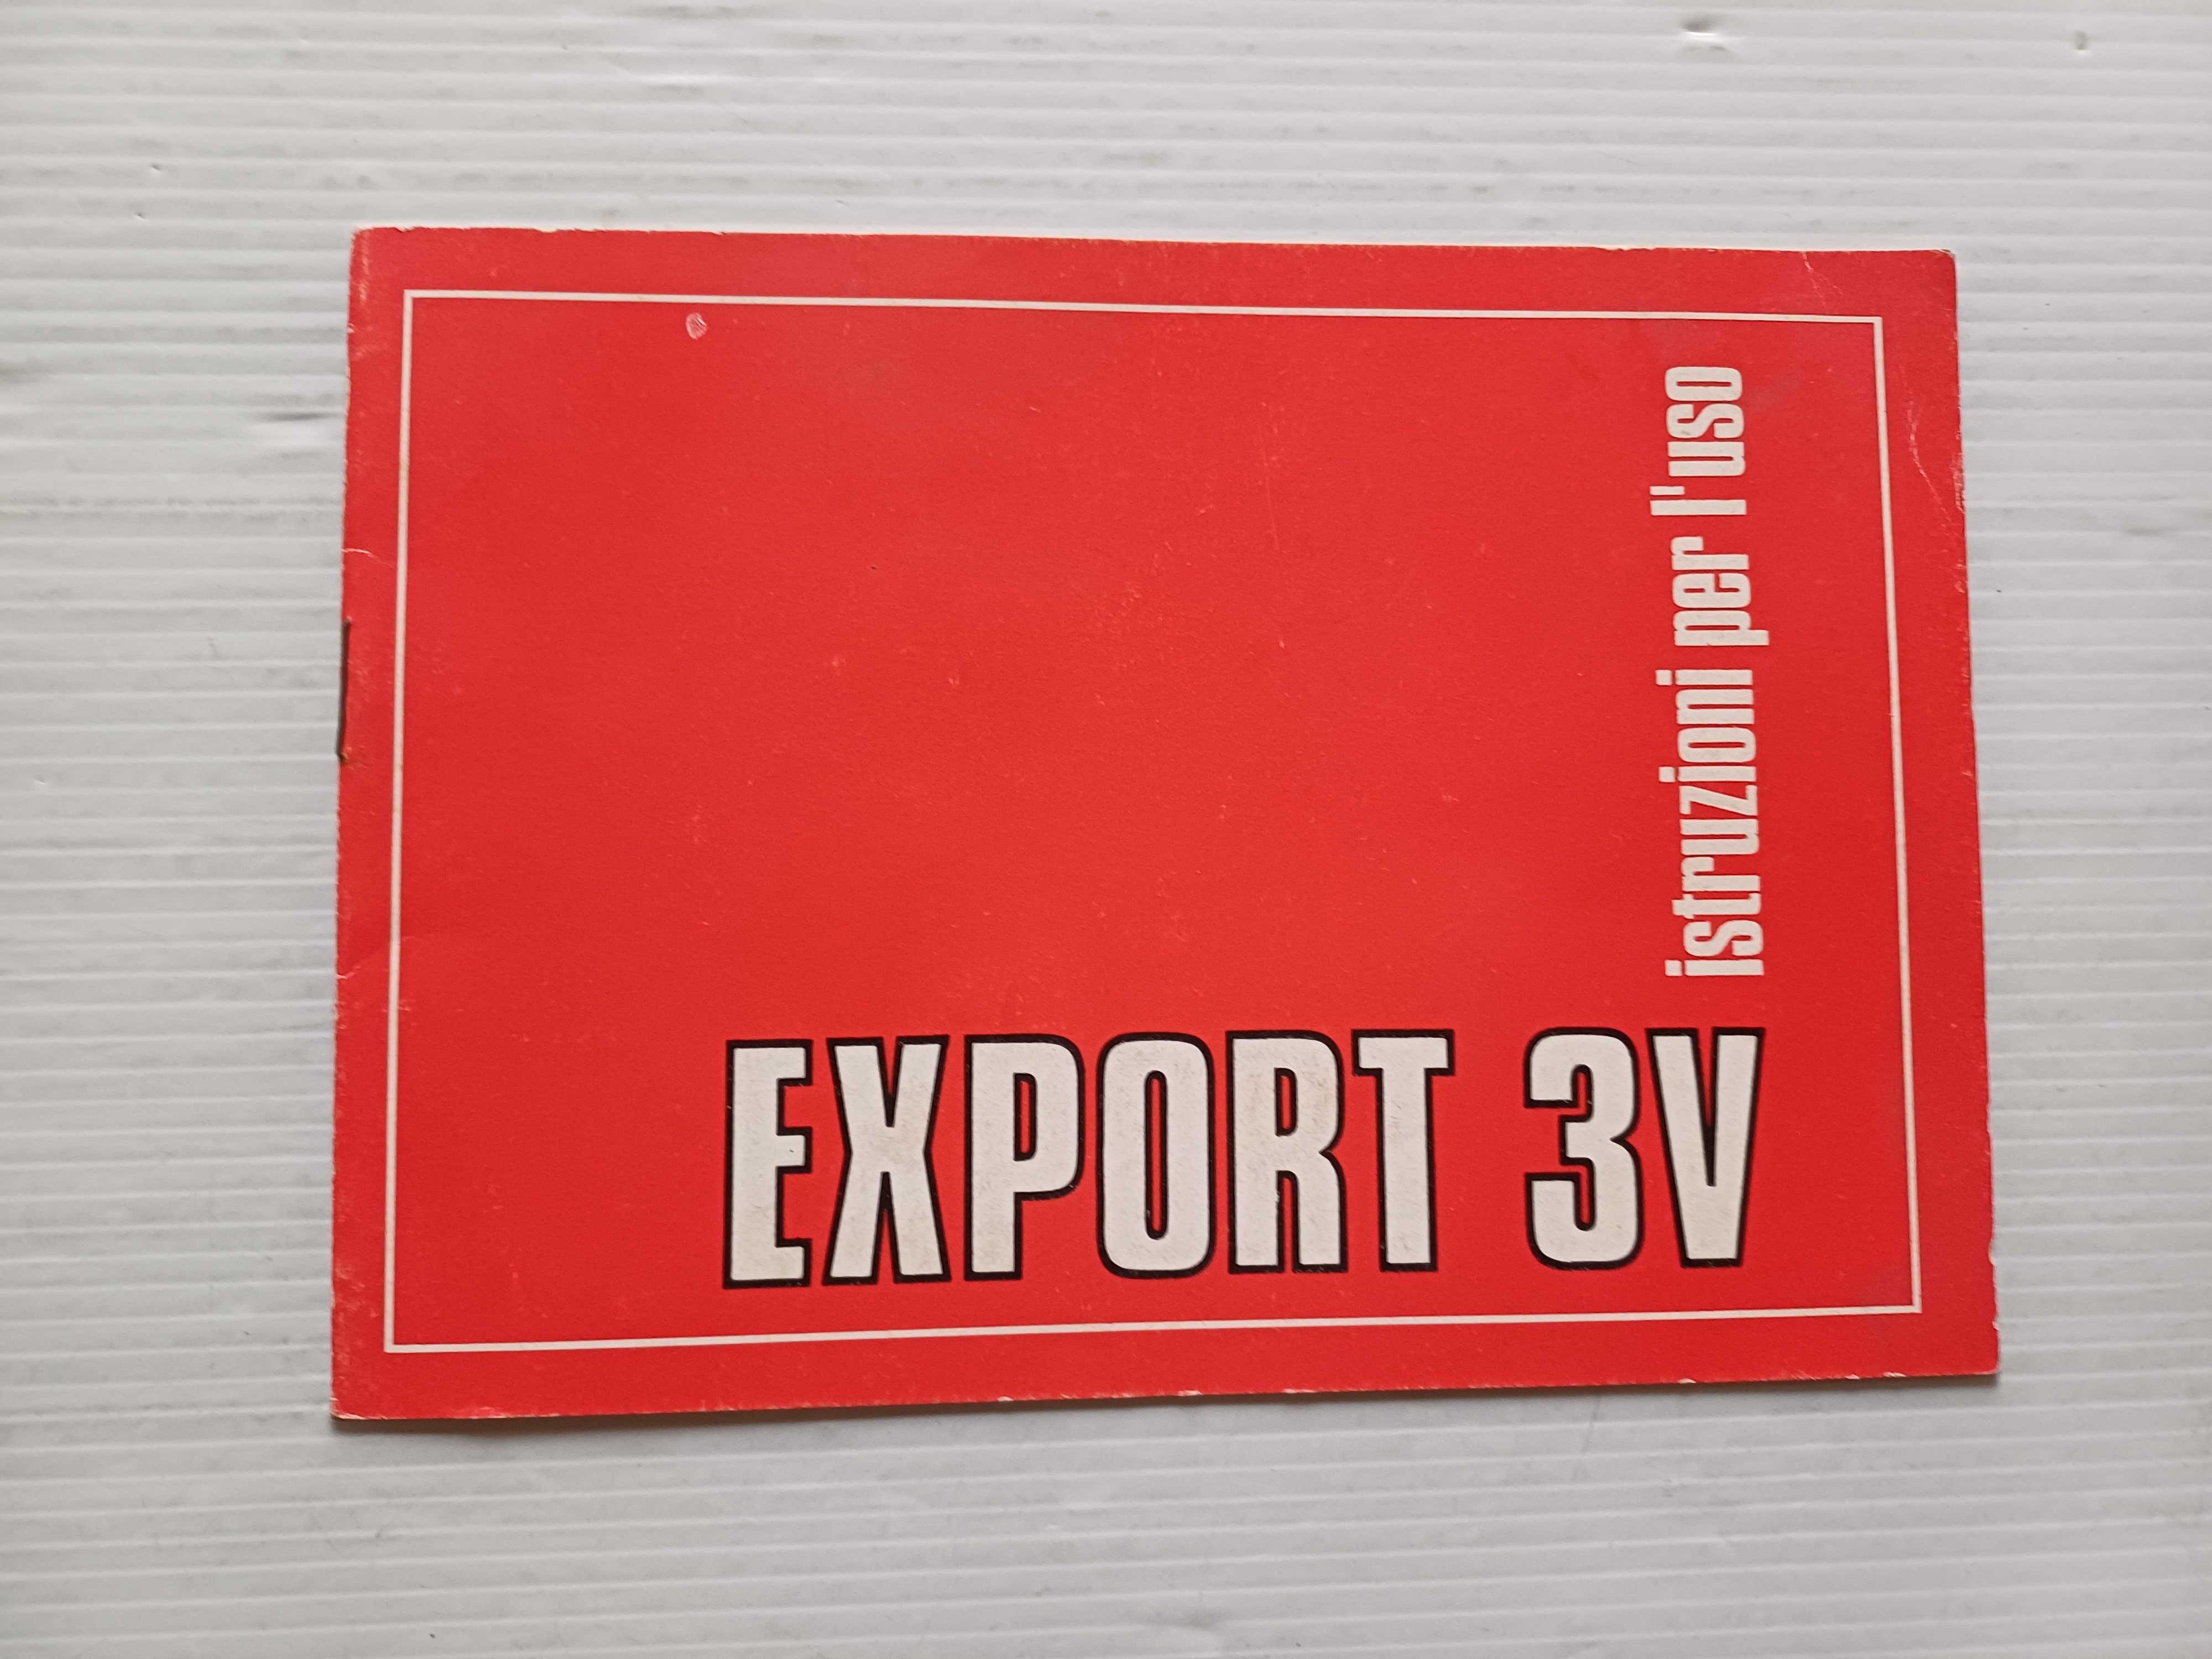 EXPORT 3V
istruzioni per l'uso